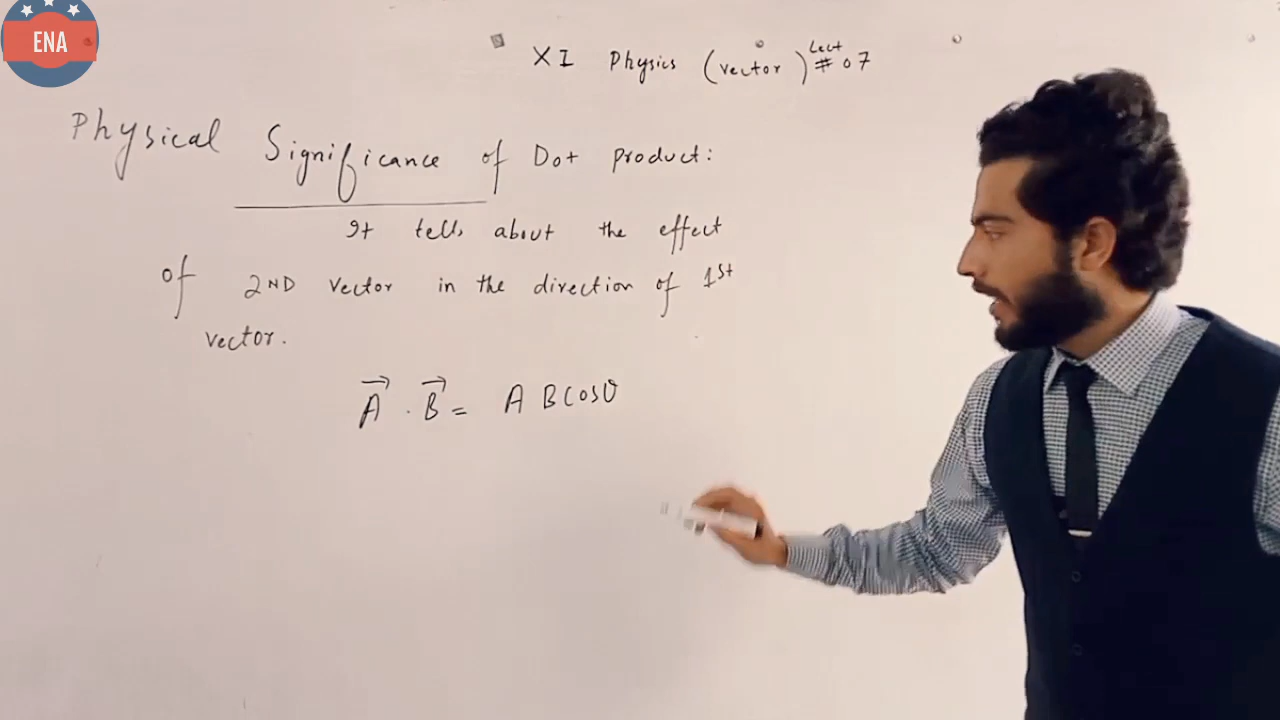 ENA
XI Physics (vector) Lect # 07
Physical Significance of Dot product:
It tells about the effect
of 2ND vector in the direction of 1st
vector.
A⃗ . B⃗ = A B cosθ